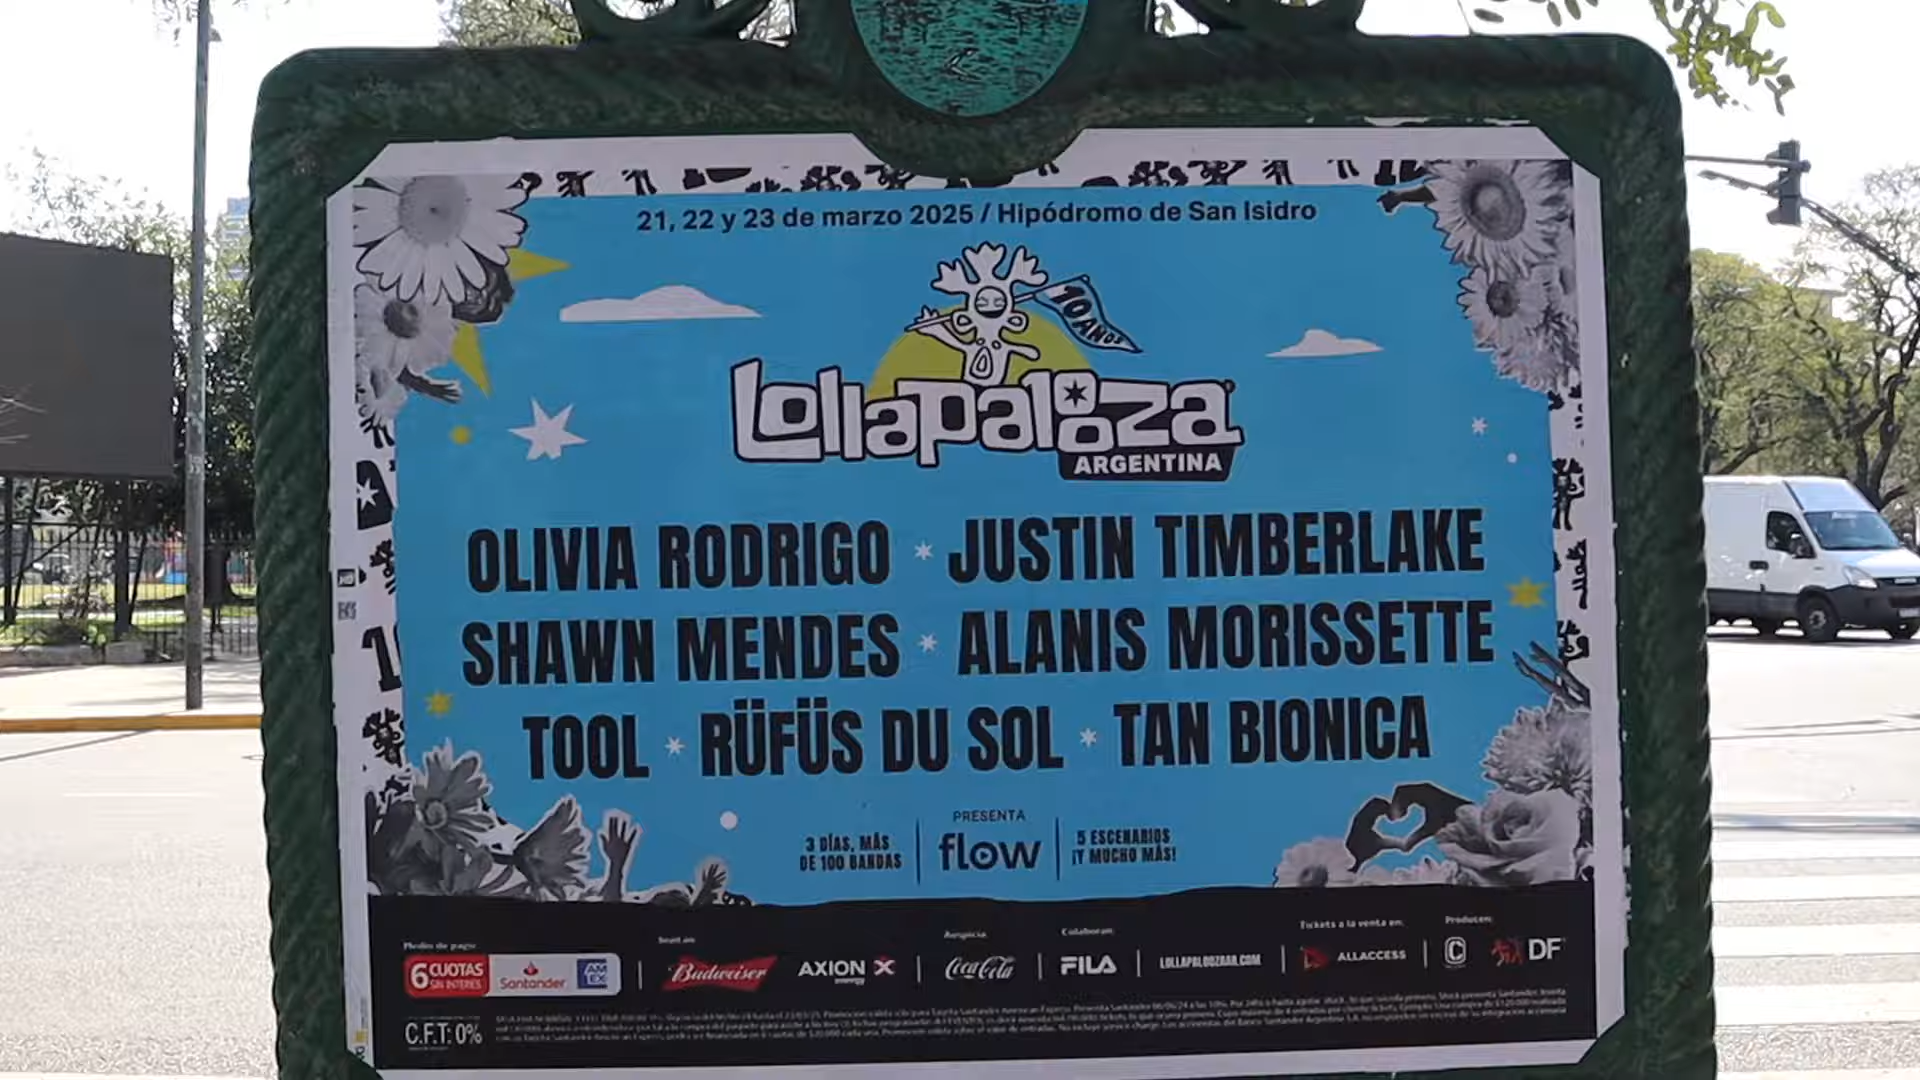 21, 22 y 23 de marzo 2025 / Hipódromo de San Isidro
10 AÑOS
Lollapalooza
ARGENTINA
OLIVIA RODRIGO * JUSTIN TIMBERLAKE
SHAWN MENDES * ALANIS MORISSETTE
TOOL * RÜFÜS DU SOL * TAN BIONICA
3 DÍAS, MÁS
DE 100 BANDAS
PRESENTA
flow
5 ESCENARIOS
¡Y MUCHO MÁS!
Medio de pago:
6 CUOTAS
SIN INTERÉS
Santander
AM
EX
Budweiser
AXION
energy
Auspicia:
Coca-Cola
Colaboran:
FILA
LOLLAPALOOZAAR.COM
Tickets a la venta en:
ALLACCESS
Producen:
DF
C.F.T: 0%